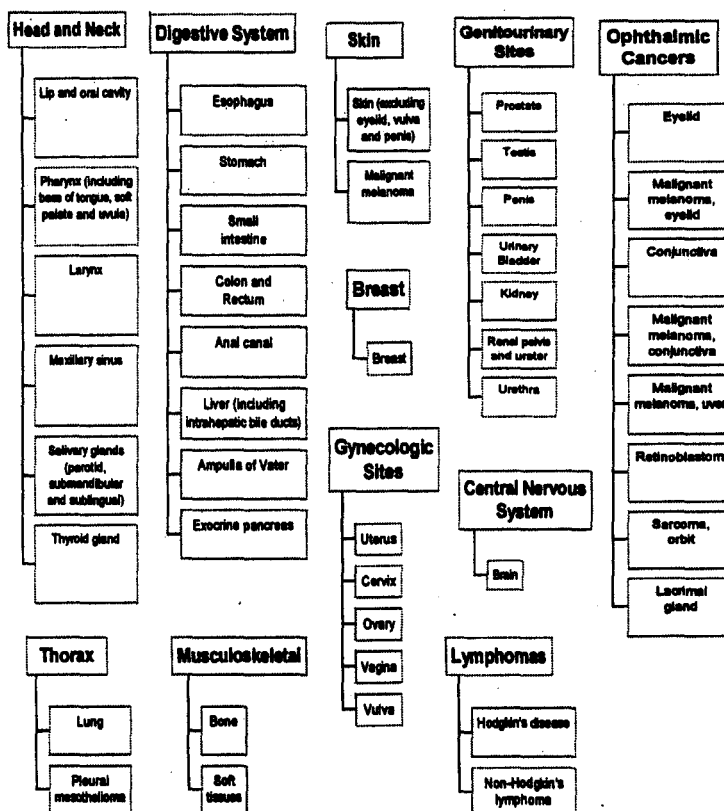 Head and Neck
Lip and oral cavity
Pharynx (including
base of tongue, soft
palate and uvula)
Larynx
Maxillary sinus
Salivary glands
(parotid,
submandibular
and sublingual)
Thyroid gland
Digestive System
Esophagus
Stomach
Small
intestine
Colon and
Rectum
Anal canal
Liver (including
intrahepatic bile ducts)
Ampulla of Vater
Exocrine pancreas
Skin
Skin (excluding
eyelid, vulva
and penis)
Malignant
melanoma
Breast
Breast
Gynecologic
Sites
Uterus
Cervix
Ovary
Vagina
Vulva
Genitourinary
Sites
Prostate
Testis
Penis
Urinary
Bladder
Kidney
Renal pelvis
and ureter
Urethra
Central Nervous
System
Brain
Ophthalmic
Cancers
Eyelid
Malignant
melanoma,
eyelid
Conjunctiva
Malignant
melanoma,
conjunctiva
Malignant
melanoma, uvea
Retinoblastoma
Sarcoma,
orbit
Lacrimal
gland
Thorax
Lung
Pleural
mesothelioma
Musculoskeletal
Bone
Soft
tissues
Lymphomas
Hodgkin's disease
Non-Hodgkin's
lymphoma